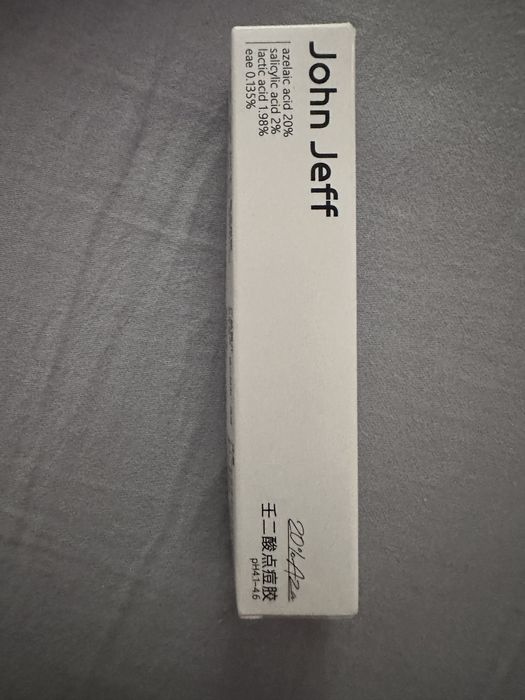 John Jeff
azelaic acid 20%
salicylic acid 2%
lactic acid 1.98%
eae 0.135%
20%Aza
壬二酸点痘胶
pH4.1-4.6